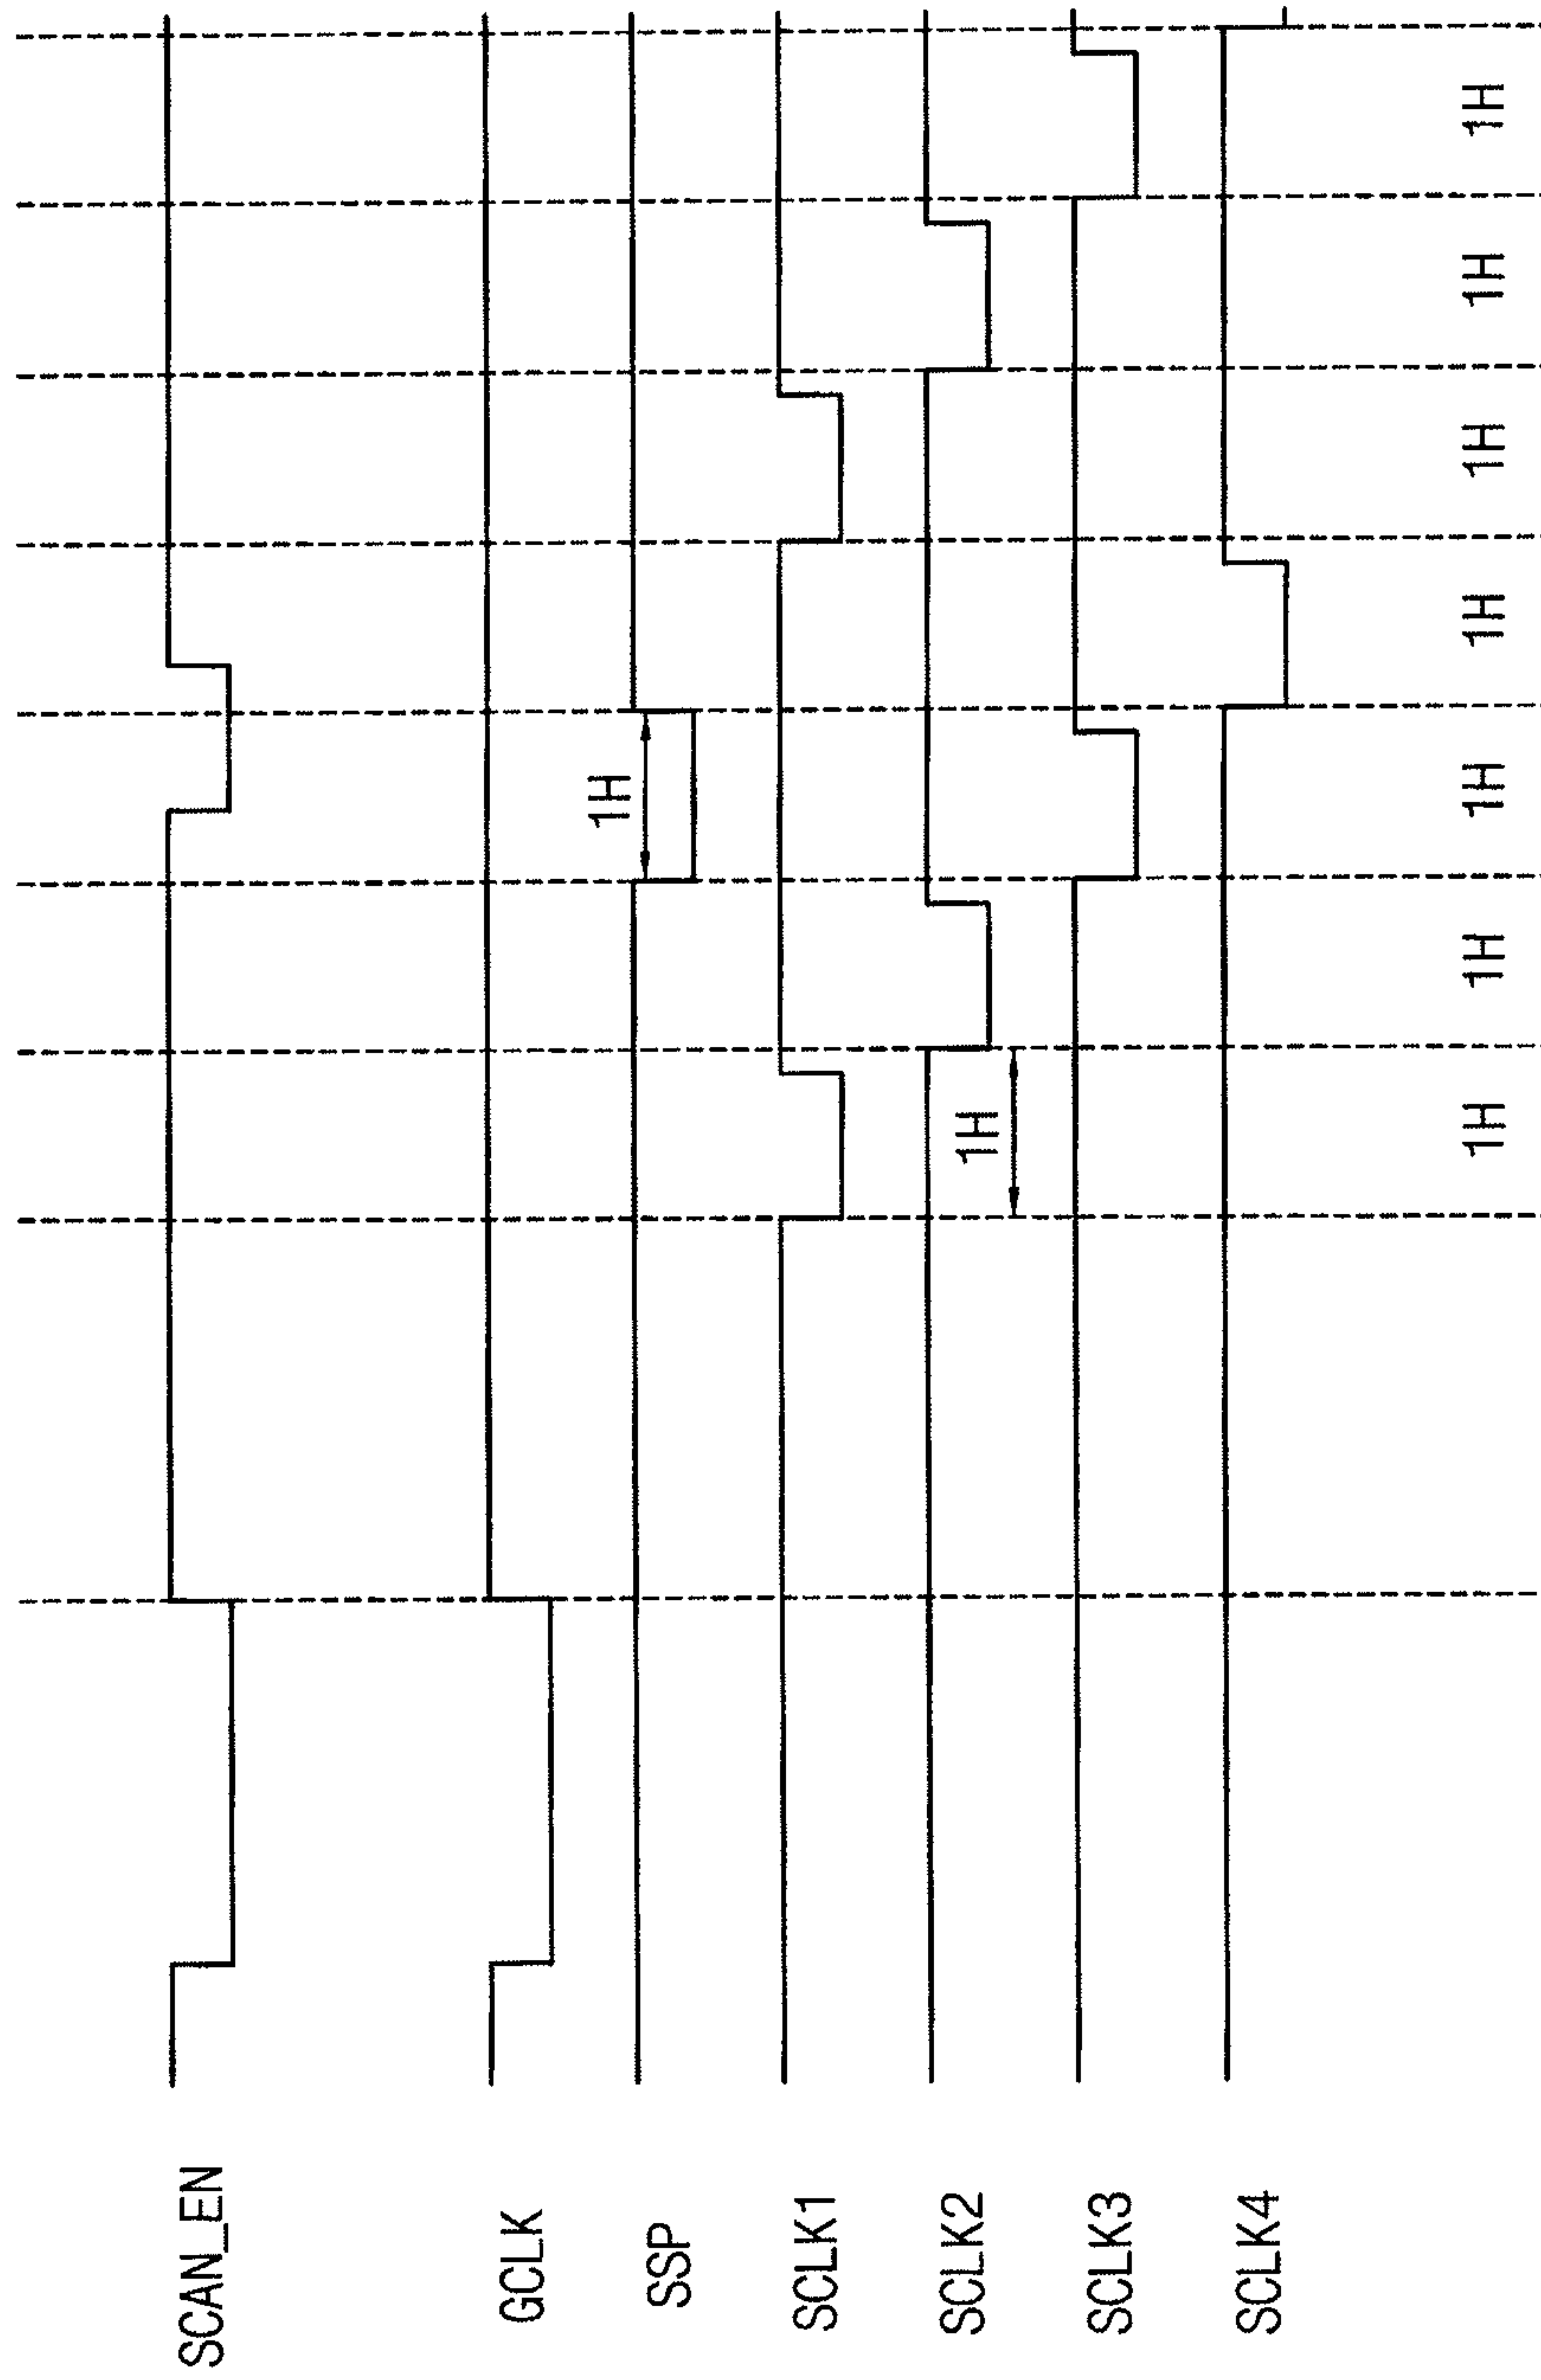 SCAN_EN
GCLK
SSP
1H
SCLK1
SCLK2
1H
SCLK3
SCLK4
1H 1H 1H 1H 1H 1H 1H